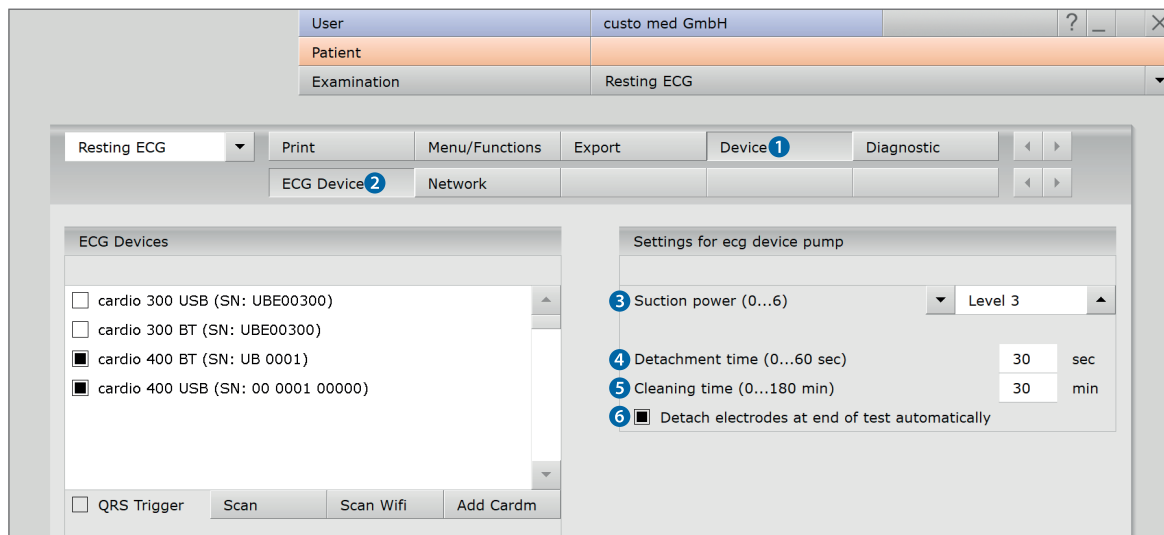 User custo med GmbH ? _ X
Patient
Examination Resting ECG
Resting ECG Print Menu/Functions Export Device 1 Diagnostic
ECG Device 2 Network
ECG Devices
cardio 300 USB (SN: UBE00300)
cardio 300 BT (SN: UBE00300)
cardio 400 BT (SN: UB 0001)
cardio 400 USB (SN: 00 0001 00000)
QRS Trigger Scan Scan Wifi Add Cardm
Settings for ecg device pump
3 Suction power (0...6) Level 3
4 Detachment time (0...60 sec) 30 sec
5 Cleaning time (0...180 min) 30 min
6 Detach electrodes at end of test automatically